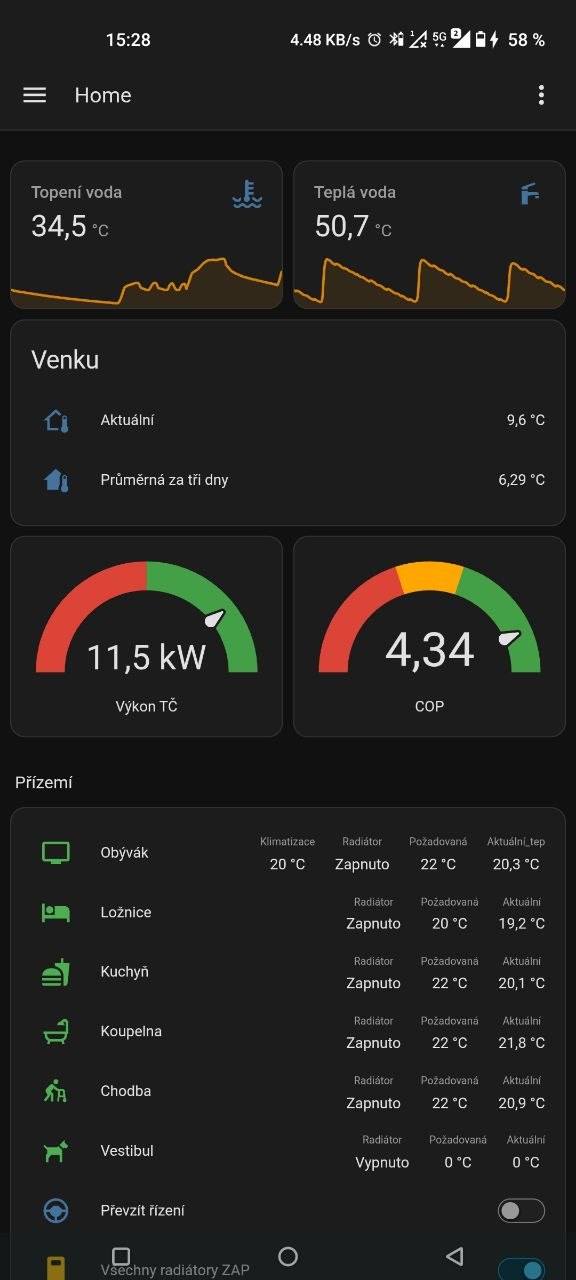 15:28 4.48 KB/s 1 5G 2 58 %
Home
Topení voda
34,5 °C
Teplá voda
50,7 °C
Venku
Aktuální 9,6 °C
Průměrná za tři dny 6,29 °C
11,5 kW
Výkon TČ
4,34
COP
Přízemí
Klimatizace Radiátor Požadovaná Aktuální_tep
Obývák 20 °C Zapnuto 22 °C 20,3 °C
Radiátor Požadovaná Aktuální
Ložnice Zapnuto 20 °C 19,2 °C
Radiátor Požadovaná Aktuální
Kuchyň Zapnuto 22 °C 20,1 °C
Radiátor Požadovaná Aktuální
Koupelna Zapnuto 22 °C 21,8 °C
Radiátor Požadovaná Aktuální
Chodba Zapnuto 22 °C 20,9 °C
Radiátor Požadovaná Aktuální
Vestibul Vypnuto 0 °C 0 °C
Převzít řízení
Všechny radiátory ZAP